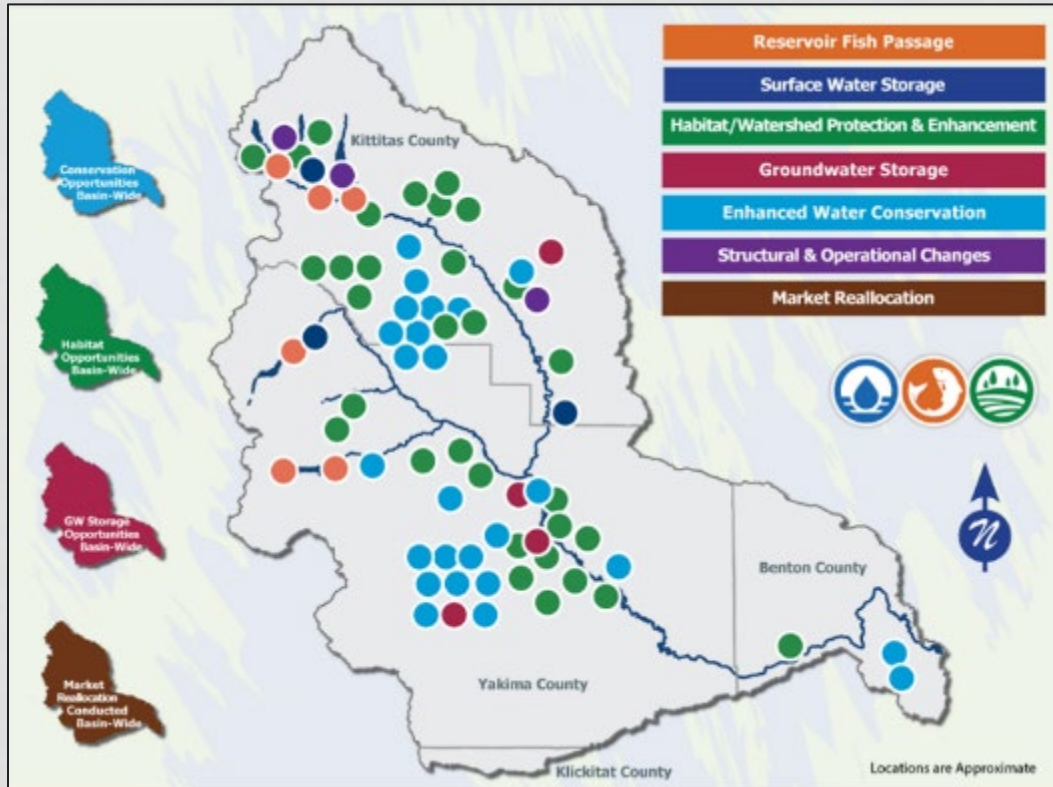 Reservoir Fish Passage
Surface Water Storage
Habitat/Watershed Protection & Enhancement
Groundwater Storage
Enhanced Water Conservation
Structural & Operational Changes
Market Reallocation
Conservation
Opportunities
Basin-Wide
Habitat
Opportunities
Basin-Wide
GW Storage
Opportunities
Basin-Wide
Market
Reallocation
Conducted
Basin-Wide
Kittitas County
Benton County
Yakima County
Klickitat County
N
Locations are Approximate